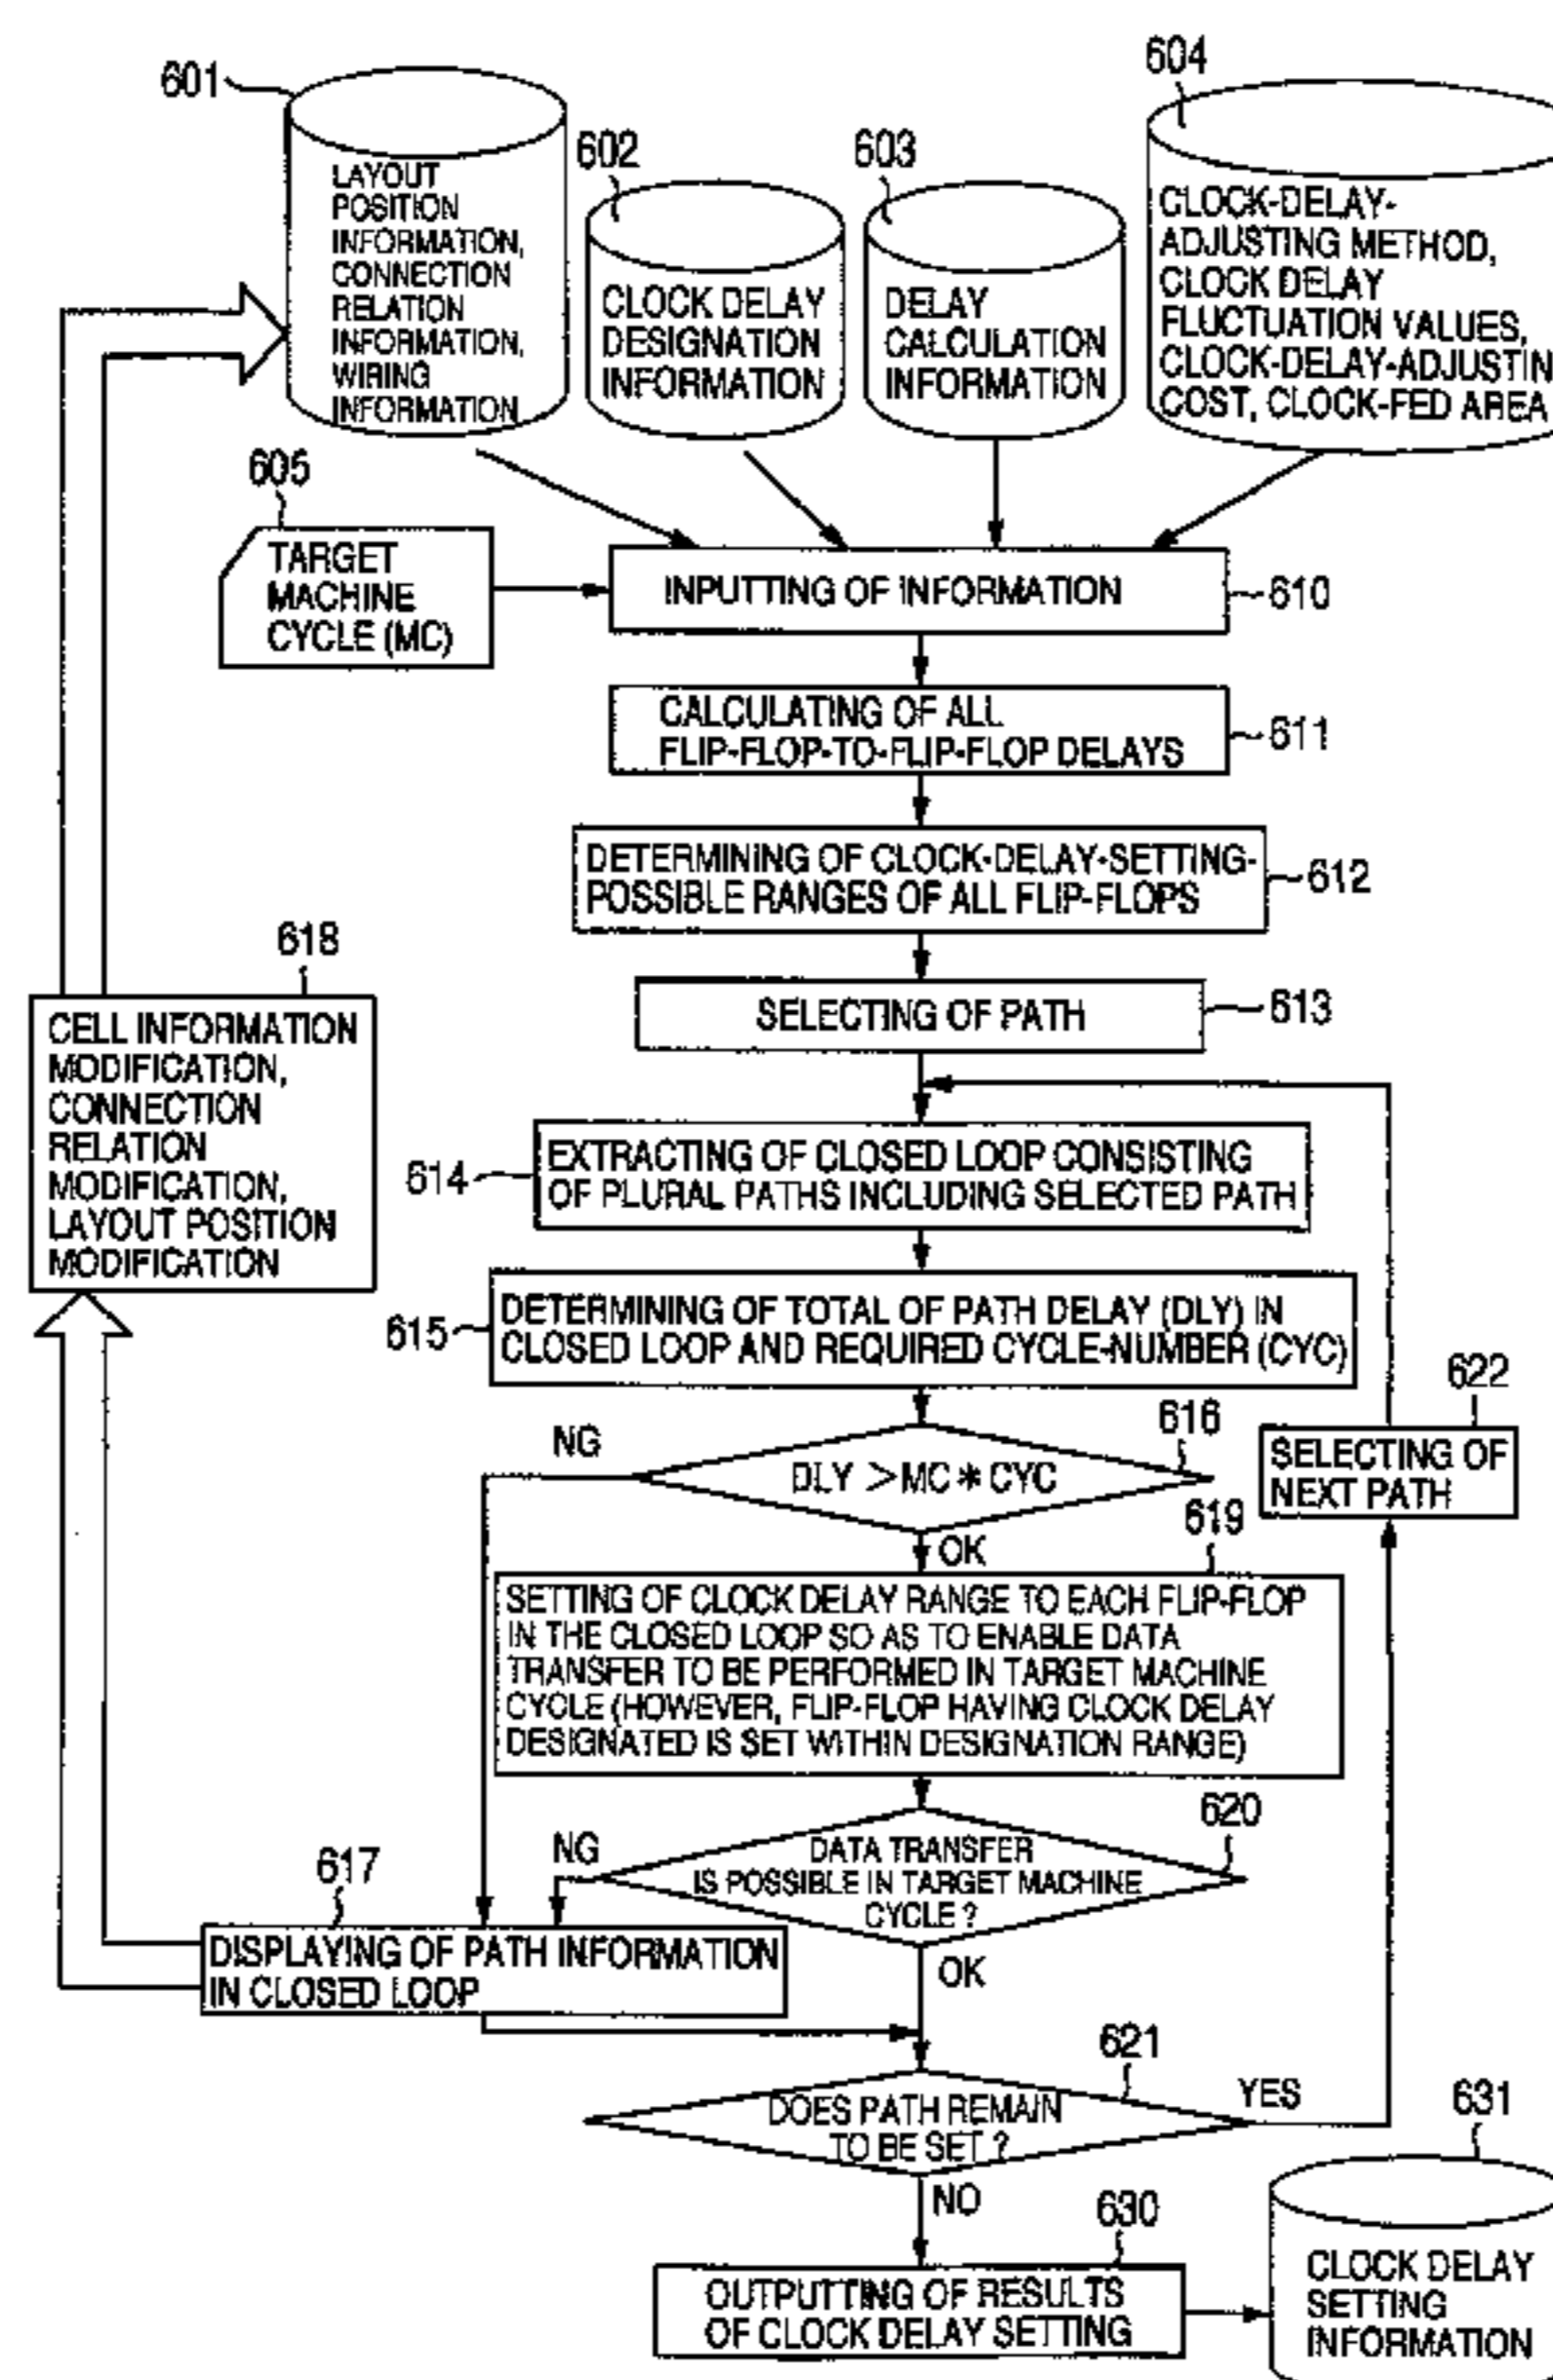 601
LAYOUT
POSITION
INFORMATION,
CONNECTION
RELATION
INFORMATION,
WIRING
INFORMATION
602
CLOCK DELAY
DESIGNATION
INFORMATION
603
DELAY
CALCULATION
INFORMATION
604
CLOCK-DELAY-
ADJUSTING METHOD,
CLOCK DELAY
FLUCTUATION VALUES,
CLOCK-DELAY-ADJUSTIN
COST, CLOCK-FED AREA
605
TARGET
MACHINE
CYCLE (MC)
INPUTTING OF INFORMATION
610
CALCULATING OF ALL
FLIP-FLOP-TO-FLIP-FLOP DELAYS
611
DETERMINING OF CLOCK-DELAY-SETTING-
POSSIBLE RANGES OF ALL FLIP-FLOPS
612
SELECTING OF PATH
613
618
CELL INFORMATION
MODIFICATION,
CONNECTION
RELATION
MODIFICATION,
LAYOUT POSITION
MODIFICATION
614
EXTRACTING OF CLOSED LOOP CONSISTING
OF PLURAL PATHS INCLUDING SELECTED PATH
615
DETERMINING OF TOTAL OF PATH DELAY (DLY) IN
CLOSED LOOP AND REQUIRED CYCLE-NUMBER (CYC)
616
NG
DLY > MC * CYC
OK
622
SELECTING OF
NEXT PATH
619
SETTING OF CLOCK DELAY RANGE TO EACH FLIP-FLOP
IN THE CLOSED LOOP SO AS TO ENABLE DATA
TRANSFER TO BE PERFORMED IN TARGET MACHINE
CYCLE (HOWEVER, FLIP-FLOP HAVING CLOCK DELAY
DESIGNATED IS SET WITHIN DESIGNATION RANGE)
620
NG
DATA TRANSFER
IS POSSIBLE IN TARGET MACHINE
CYCLE ?
OK
617
DISPLAYING OF PATH INFORMATION
IN CLOSED LOOP
621
DOES PATH REMAIN
TO BE SET ?
YES
NO
630
OUTPUTTING OF RESULTS
OF CLOCK DELAY SETTING
631
CLOCK DELAY
SETTING
INFORMATION